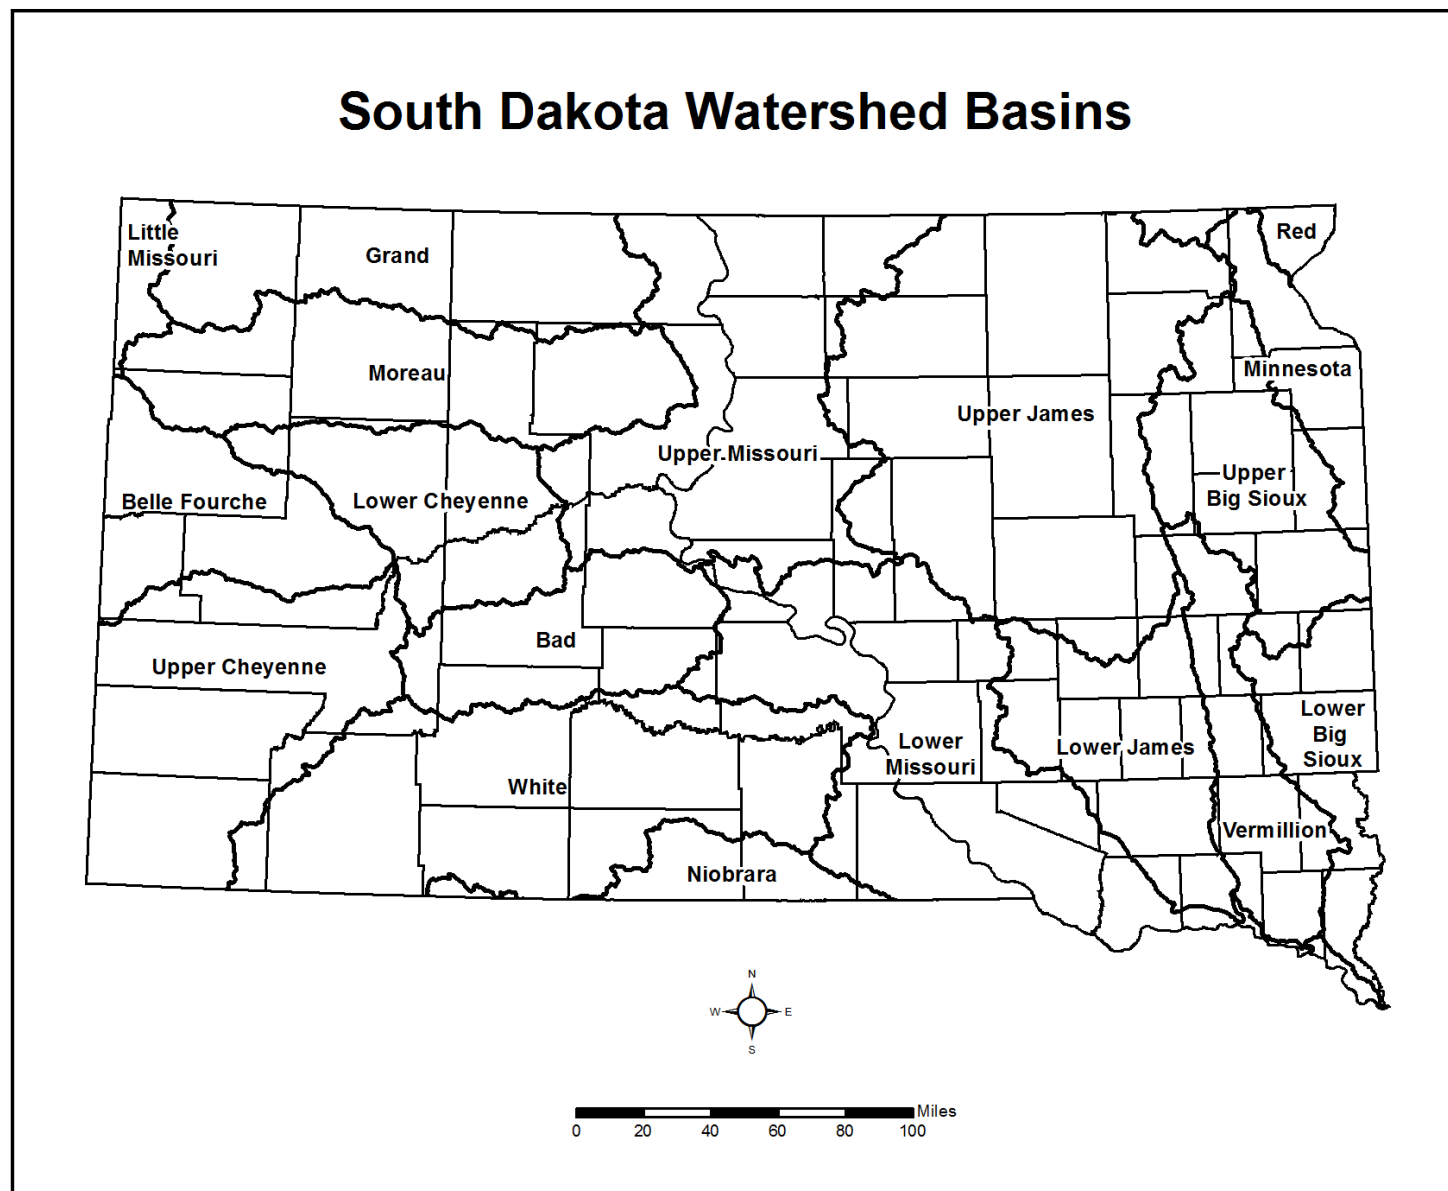 South Dakota Watershed Basins
Little
Missouri
Grand
Red
Moreau
Minnesota
Upper James
Upper Missouri
Belle Fourche
Lower Cheyenne
Upper
Big Sioux
Bad
Upper Cheyenne
Lower
Missouri
Lower James
Lower
Big
Sioux
White
Vermillion
Niobrara
N
W
E
S
Miles
0 20 40 60 80 100